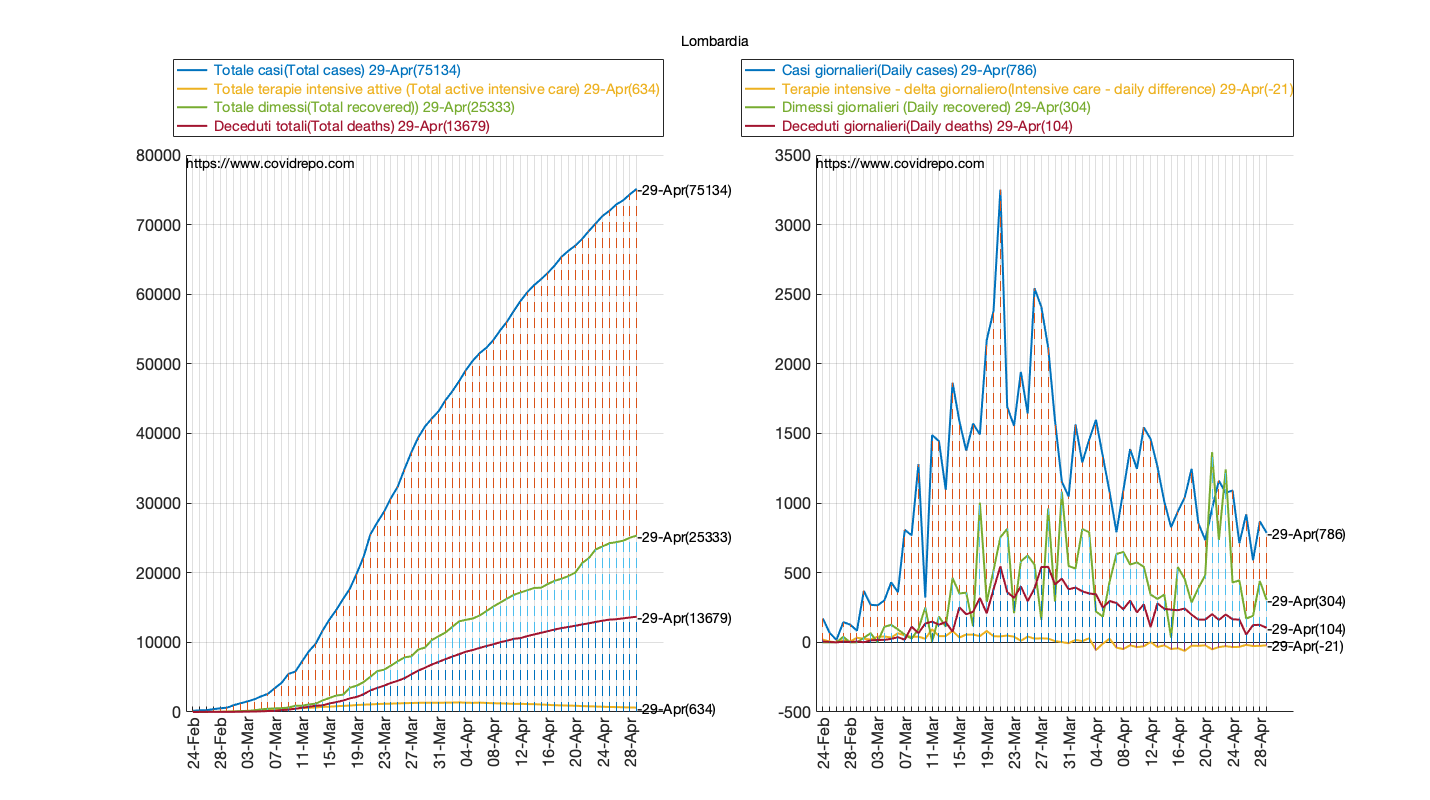 Lombardia
Totale casi(Total cases) 29-Apr(75134)
Totale terapie intensive attive (Total active intensive care) 29-Apr(634)
Totale dimessi(Total recovered)) 29-Apr(25333)
Deceduti totali(Total deaths) 29-Apr(13679)
80000
https://www.covidrepo.com
70000
60000
50000
40000
30000
20000
10000
0
-29-Apr(75134)
-29-Apr(25333)
-29-Apr(13679)
-29-Apr(634)
24-Feb
28-Feb
03-Mar
07-Mar
11-Mar
15-Mar
19-Mar
23-Mar
27-Mar
31-Mar
04-Apr
08-Apr
12-Apr
16-Apr
20-Apr
24-Apr
28-Apr
Casi giornalieri(Daily cases) 29-Apr(786)
Terapie intensive - delta giornaliero(Intensive care - daily difference) 29-Apr(-21)
Dimessi giornalieri (Daily recovered) 29-Apr(304)
Deceduti giornalieri(Daily deaths) 29-Apr(104)
3500
https://www.covidrepo.com
3000
2500
2000
1500
1000
500
0
-500
-29-Apr(786)
-29-Apr(304)
-29-Apr(104)
-29-Apr(-21)
24-Feb
28-Feb
03-Mar
07-Mar
11-Mar
15-Mar
19-Mar
23-Mar
27-Mar
31-Mar
04-Apr
08-Apr
12-Apr
16-Apr
20-Apr
24-Apr
28-Apr